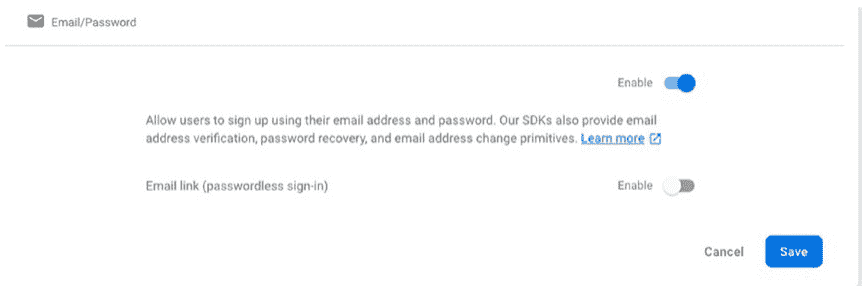 Email/Password
Enable
Allow users to sign up using their email address and password. Our SDKs also provide email
address verification, password recovery, and email address change primitives. Learn more
Email link (passwordless sign-in) Enable
Cancel Save